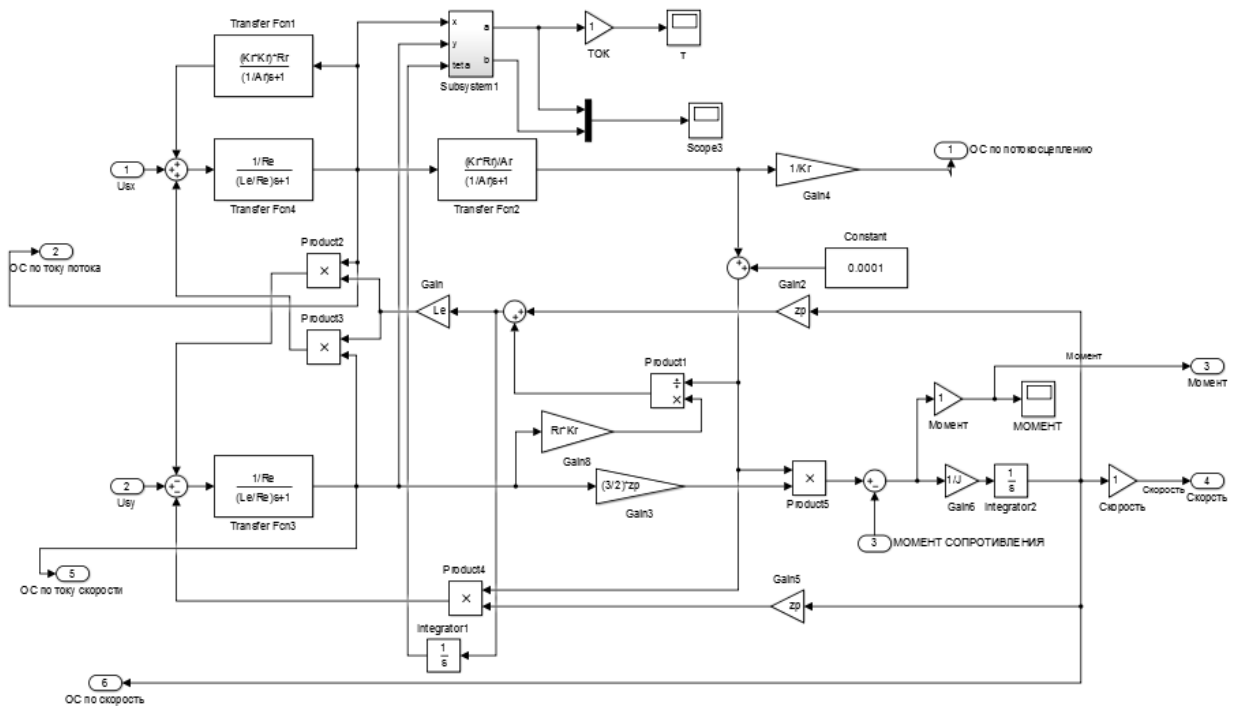 Transfer Fcn1
(Kr*Kr)*Rr
(1/Ar)s+1
x
y
teta
a
b
Subsystem1
1
ТОК
T
Scope3
1
Usx
1/Re
(Le/Re)s+1
Transfer Fcn4
(Kr*Rr)/Ar
(1/Ar)s+1
Transfer Fcn2
1/Kr
Gain4
1
ОС по потокосцеплению
2
ОС по току потока
Product2
×
Product3
×
Gain
Le
Constant
0.0001
Gain2
zp
Product1
÷
×
Rr*Kr
Gain8
(3/2)*zp
Gain3
2
Usy
1/Re
(Le/Re)s+1
Transfer Fcn3
×
Product5
1
Момент
МОМЕНТ
Момент
3
Момент
1/J
Gain6
1
s
Integrator2
1
Скорость
Скорость
4
Скорсть
3
МОМЕНТ СОПРОТИВЛЕНИЯ
5
ОС по току скорости
Product4
×
Gain5
zp
Integrator1
1
s
6
ОС по скорость